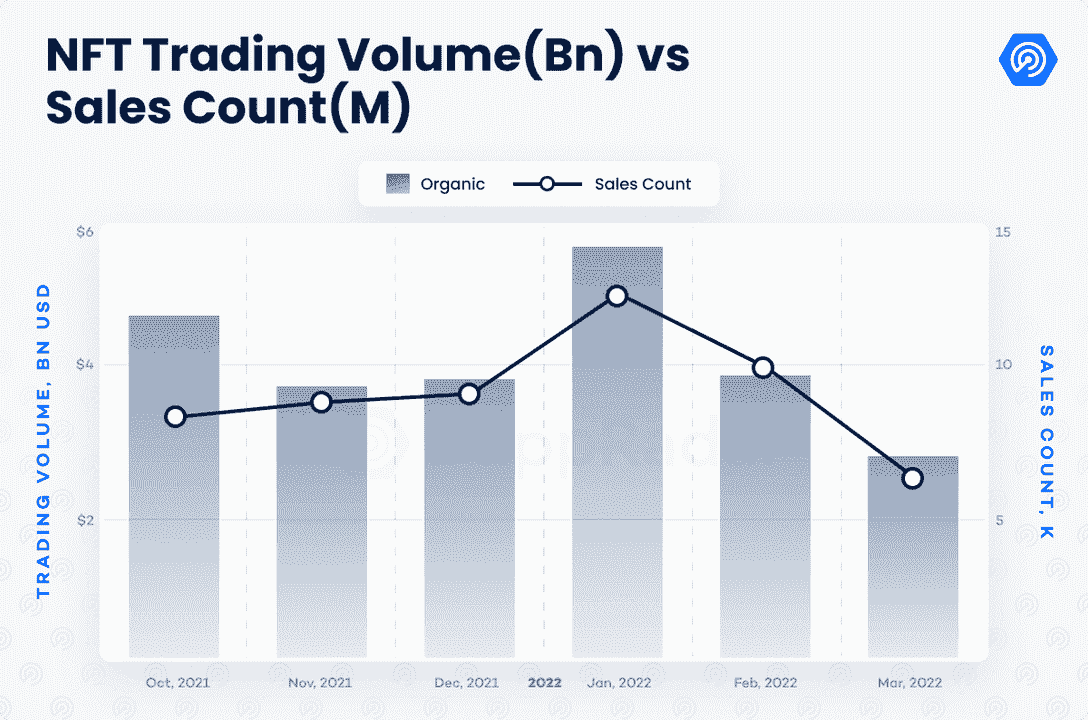 NFT Trading Volume(Bn) vs
Sales Count(M)
Organic
Sales Count
$6
$4
$2
15
10
5
TRADING VOLUME, BN USD
SALES COUNT, K
Oct, 2021
Nov, 2021
Dec, 2021
2022
Jan, 2022
Feb, 2022
Mar, 2022